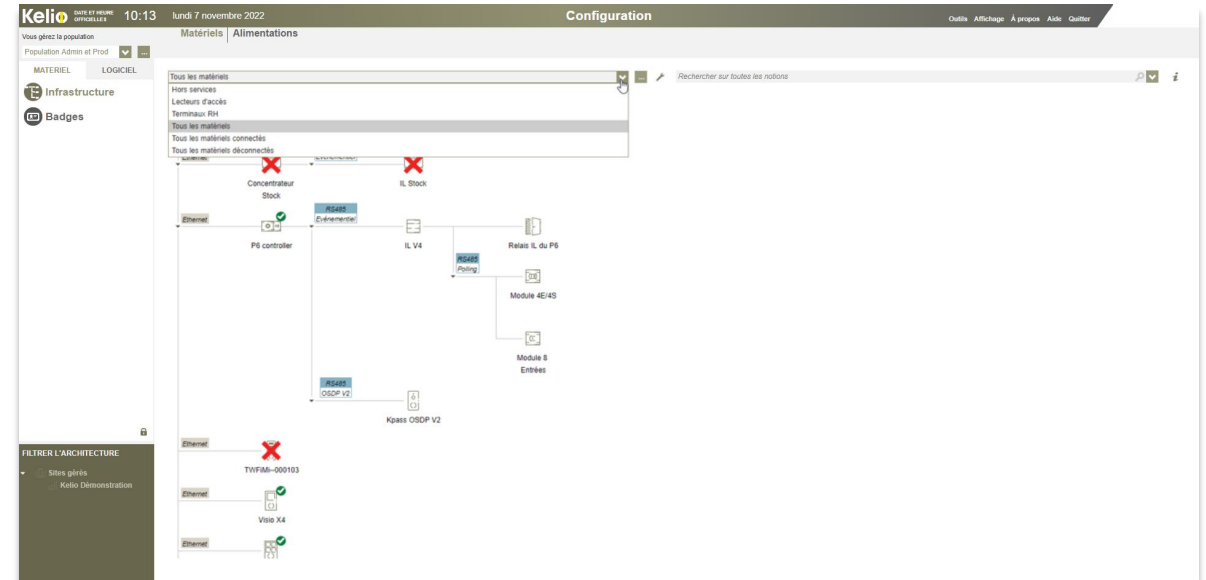 Kelio DATE ET HEURE OFFICIELLES 10:13 lundi 7 novembre 2022 Configuration Outils Affichage À propos Aide Quitter
Vous gérez la population
Population Admin et Prod ...
Matériels Alimentations
MATERIEL LOGICIEL
Infrastructure
Badges
Tous les matériels ... Rechercher sur toutes les notions i
Hors services
Lecteurs d'accès
Terminaux RH
Tous les matériels
Tous les matériels connectés
Tous les matériels déconnectés
Ethernet Evénementiel
Concentrateur Stock
IL Stock
RS485
Ethernet Evénementiel
P6 controller IL V4 Relais IL du P6
RS485
Polling
Module 4E/4S
Module 8
Entrées
RS485
OSDP V2
Kpass OSDP V2
Ethernet
TWFiMi--000103
Ethernet
Visio X4
Ethernet
FILTRER L'ARCHITECTURE
Sites gérés
Kelio Démonstration